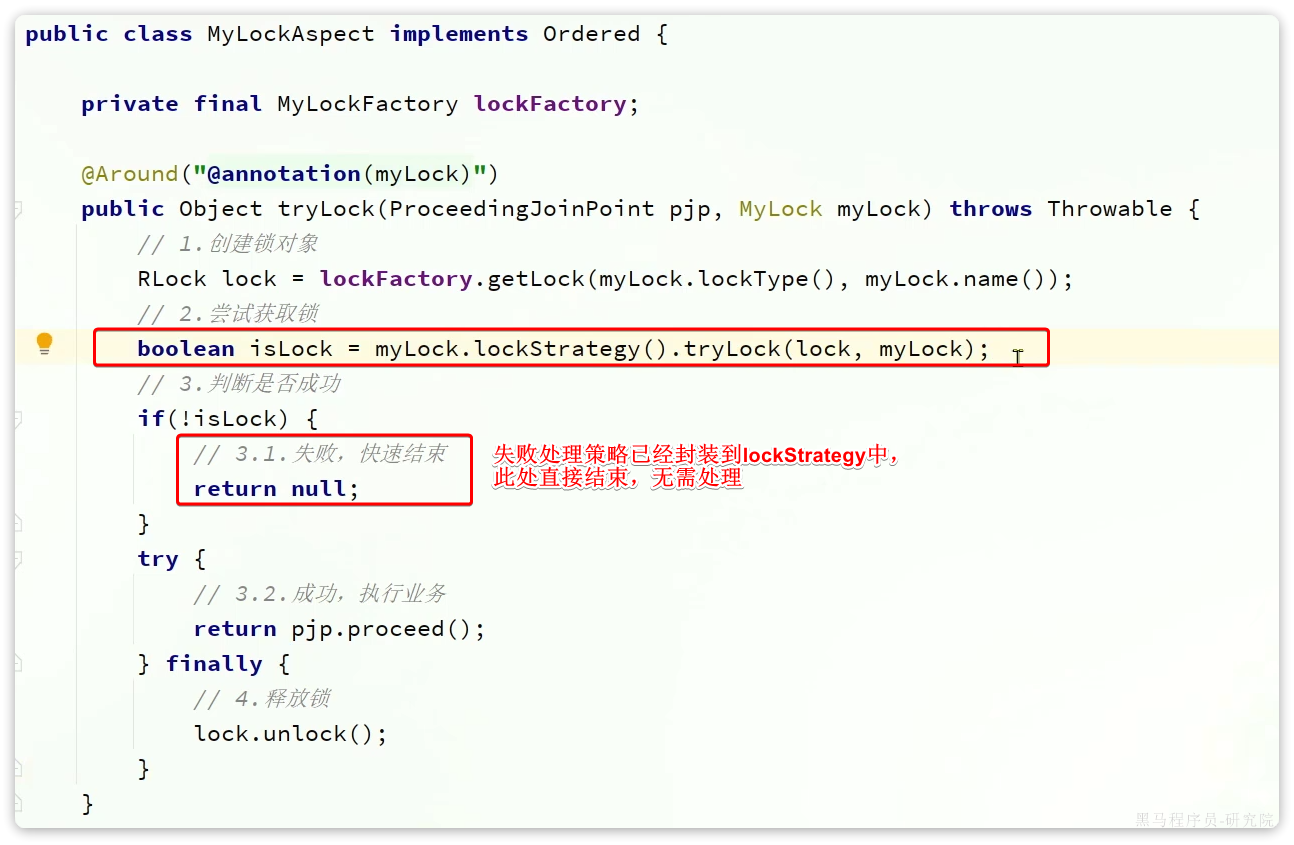 public class MyLockAspect implements Ordered {
private final MyLockFactory lockFactory;
@Around("@annotation(myLock)")
public Object tryLock(ProceedingJoinPoint pjp, MyLock myLock) throws Throwable {
// 1.创建锁对象
RLock lock = lockFactory.getLock(myLock.lockType(), myLock.name());
// 2.尝试获取锁
boolean isLock = myLock.lockStrategy().tryLock(lock, myLock);
// 3.判断是否成功
if(!isLock) {
// 3.1.失败，快速结束
return null;
失败处理策略已经封装到lockStrategy中，
此处直接结束，无需处理
}
try {
// 3.2.成功，执行业务
return pjp.proceed();
} finally {
// 4.释放锁
lock.unlock();
}
}
黑马程序员-研究院